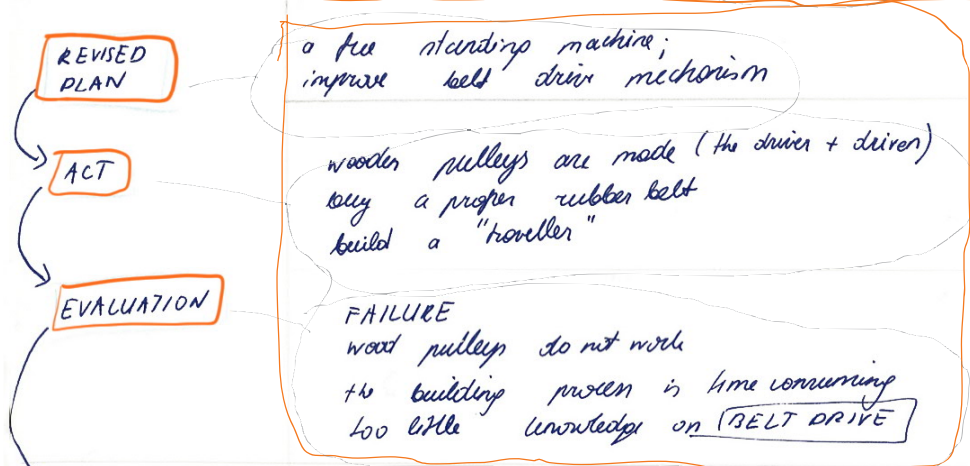 REVISED
PLAN
a free standing machine;
improve belt drive mechanism
ACT
wooden pulleys are made (the driver + driven)
buy a proper rubber belt
build a "traveller"
EVALUATION
FAILURE
wood pulleys do not work
the building process is time consuming
too little knowledge on BELT DRIVE